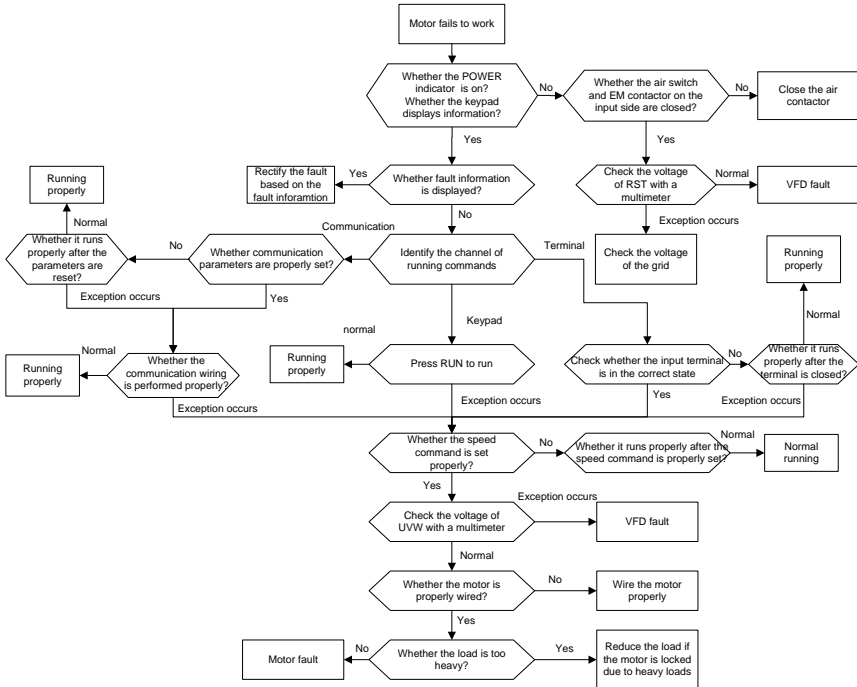 Motor fails to work
Whether the POWER
indicator is on?
Whether the keypad
displays information?
No
Whether the air switch
and EM contactor on the
input side are closed?
No
Close the air
contactor
Yes
Yes
Rectify the fault
based on the
fault inforamtion
Yes
Whether fault information
is displayed?
Check the voltage
of RST with a
multimeter
Normal
VFD fault
Running
properly
Normal
No
Exception occurs
Communication
Whether it runs
properly after the
parameters are
reset?
No
Whether communication
parameters are properly set?
Identify the channel of
running commands
Terminal
Check the voltage
of the grid
Running
properly
Exception occurs
Yes
Keypad
Normal
normal
Running
properly
Normal
Whether the
communication wiring
is performed properly?
Running
properly
Press RUN to run
Check whether the input terminal
is in the correct state
No
Whether it runs
properly after the
terminal is closed?
Exception occurs
Exception occurs
Yes
Exception occurs
Whether the speed
command is set
properly?
No
Whether it runs properly after the
speed command is properly set?
Normal
Normal
running
Yes
Exception occurs
Check the voltage of
UVW with a multimeter
VFD fault
Normal
Whether the motor is
properly wired?
No
Wire the motor
properly
Yes
Motor fault
No
Whether the load is too
heavy?
Yes
Reduce the load if
the motor is locked
due to heavy loads